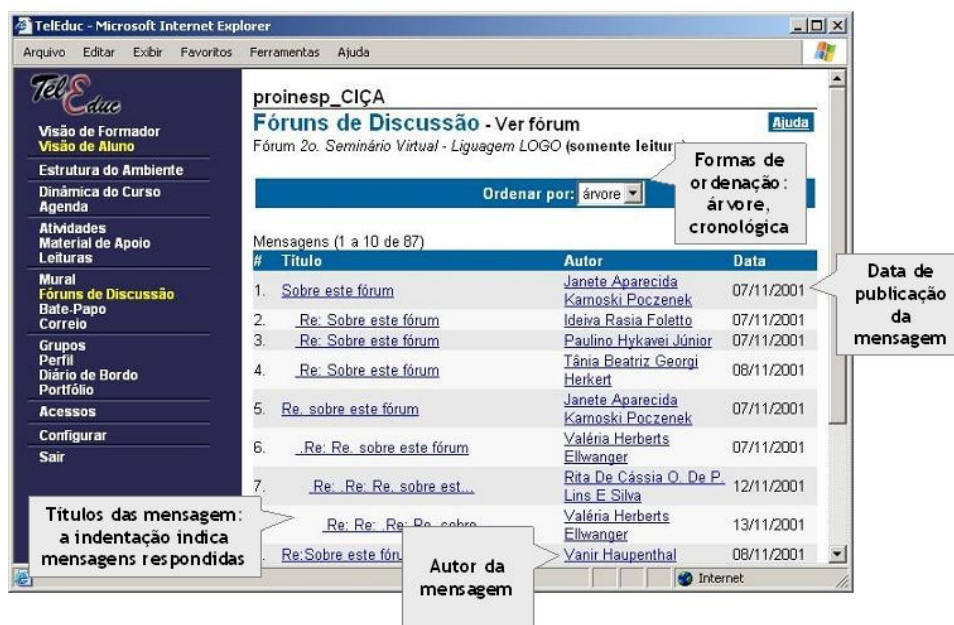 TelEduc - Microsoft Internet Explorer
Arquivo Editar Exibir Favoritos Ferramentas Ajuda
TelEduc
Visão de Formador
Visão de Aluno
Estrutura do Ambiente
Dinâmica do Curso
Agenda
Atividades
Material de Apoio
Leituras
Mural
Fóruns de Discussão
Bate-Papo
Correio
Grupos
Perfil
Diário de Bordo
Portfólio
Acessos
Configurar
Sair
proinesp_CIÇA
Fóruns de Discussão - Ver fórum
Ajuda
Fórum 2o. Seminário Virtual - Liguagem LOGO (somente leitur
Ordenar por: árvore
Formas de
ordenação:
árvore,
cronológica
Mensagens (1 a 10 de 87)
# Título Autor Data
1. Sobre este fórum Janete Aparecida
Karnoski Poczenek 07/11/2001
2. Re: Sobre este fórum Ideiva Rasia Foletto 07/11/2001
3. Re: Sobre este fórum Paulino Hykavei Júnior 07/11/2001
4. Re: Sobre este fórum Tânia Beatriz Georgi
Herkert 08/11/2001
5. Re. sobre este fórum Janete Aparecida
Karnoski Poczenek 07/11/2001
6. .Re: Re. sobre este fórum Valéria Herberts
Ellwanger 07/11/2001
7. Re: .Re: Re. sobre est... Rita De Cássia O. De P.
Lins E Silva 12/11/2001
Re: Re: .Re: Re. sobre Valéria Herberts
Ellwanger 13/11/2001
Re:Sobre este fóru Vanir Haupenthal 08/11/2001
Data de
publicação
da
mensagem
Títulos das mensagem:
a indentação indica
mensagens respondidas
Autor da
mensagem
Internet